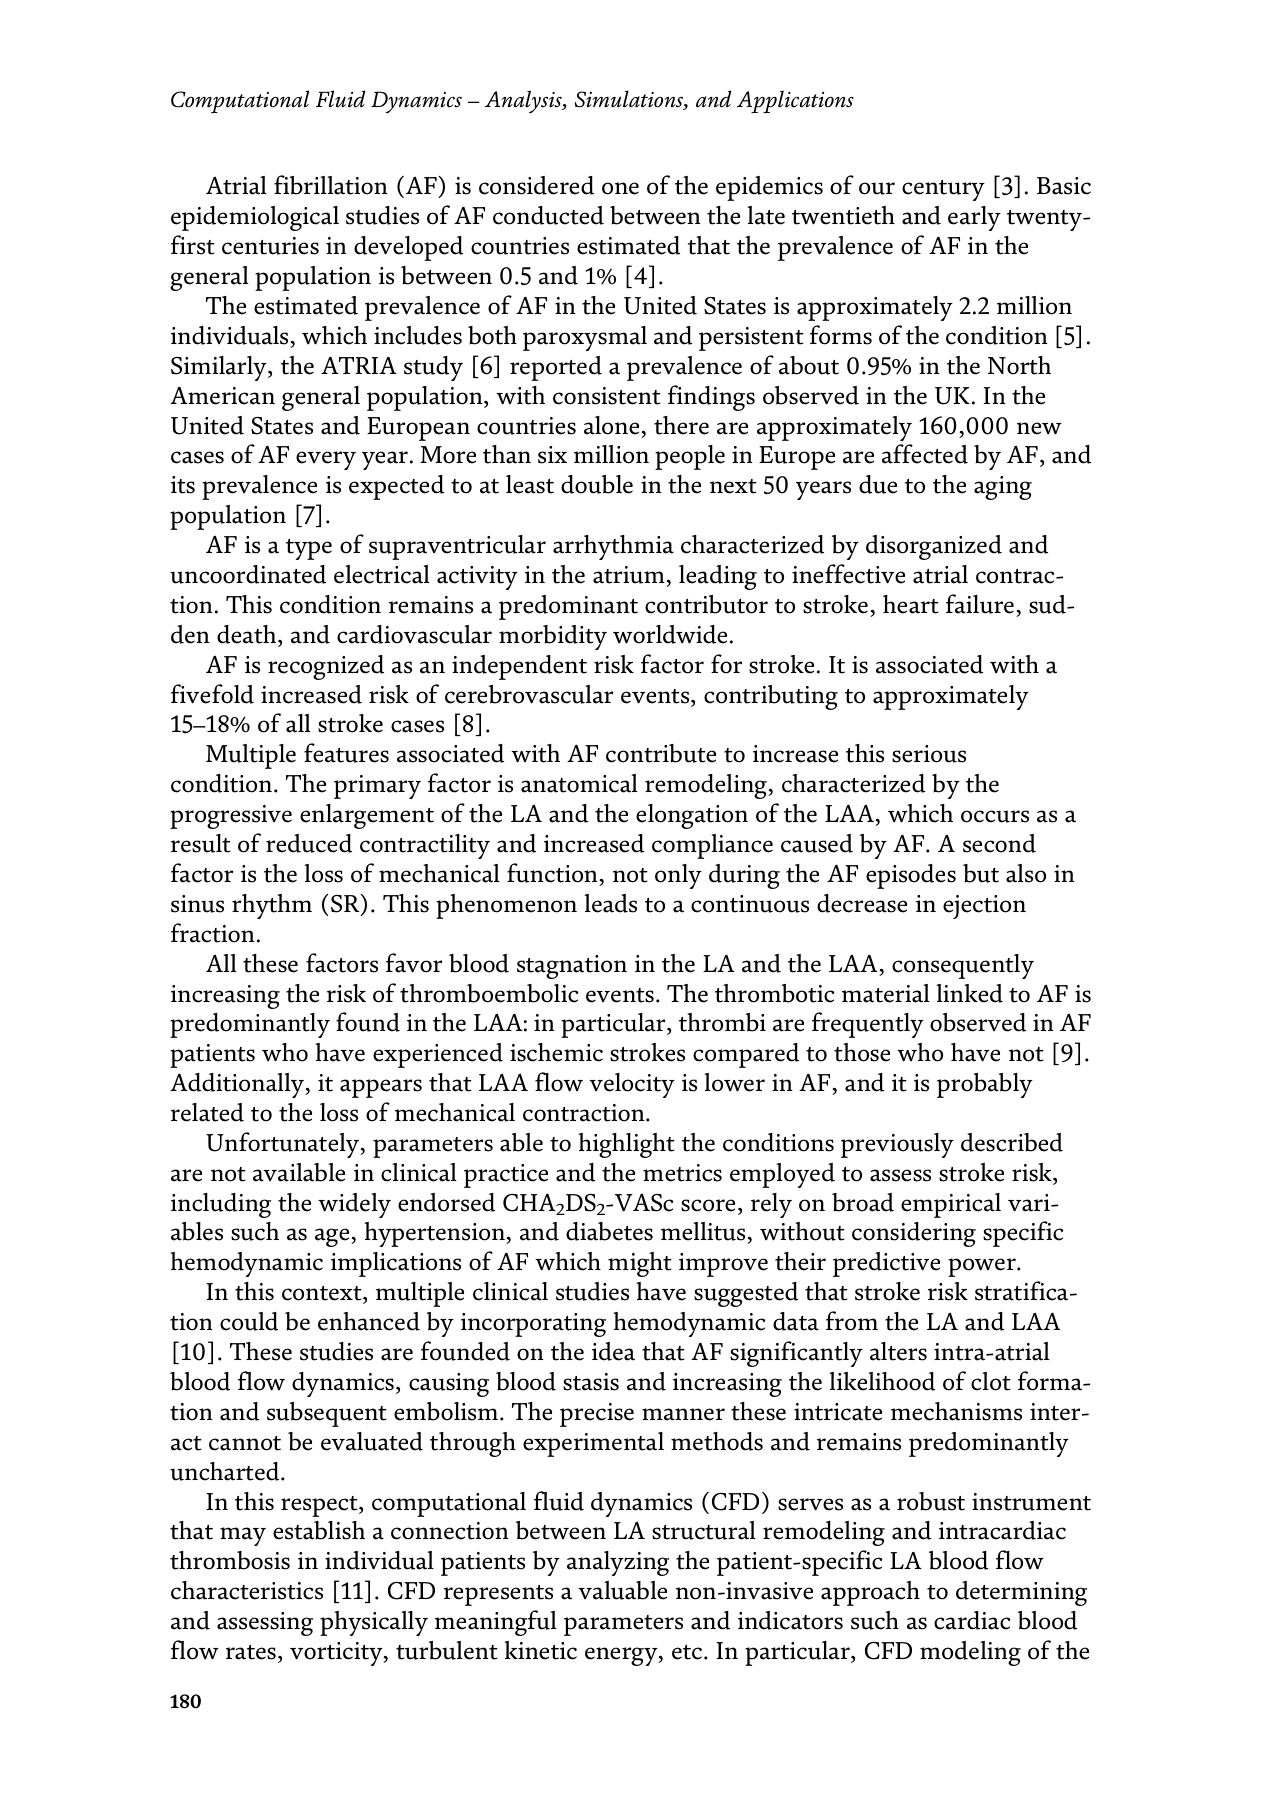 Computational Fluid Dynamics – Analysis, Simulations, and Applications
Atrial fibrillation (AF) is considered one of the epidemics of our century [3]. Basic
epidemiological studies of AF conducted between the late twentieth and early twenty-
first centuries in developed countries estimated that the prevalence of AF in the
general population is between 0.5 and 1% [4].
The estimated prevalence of AF in the United States is approximately 2.2 million
individuals, which includes both paroxysmal and persistent forms of the condition [5].
Similarly, the ATRIA study [6] reported a prevalence of about 0.95% in the North
American general population, with consistent findings observed in the UK. In the
United States and European countries alone, there are approximately 160,000 new
cases of AF every year. More than six million people in Europe are affected by AF, and
its prevalence is expected to at least double in the next 50 years due to the aging
population [7].
AF is a type of supraventricular arrhythmia characterized by disorganized and
uncoordinated electrical activity in the atrium, leading to ineffective atrial contrac-
tion. This condition remains a predominant contributor to stroke, heart failure, sud-
den death, and cardiovascular morbidity worldwide.
AF is recognized as an independent risk factor for stroke. It is associated with a
fivefold increased risk of cerebrovascular events, contributing to approximately
15–18% of all stroke cases [8].
Multiple features associated with AF contribute to increase this serious
condition. The primary factor is anatomical remodeling, characterized by the
progressive enlargement of the LA and the elongation of the LAA, which occurs as a
result of reduced contractility and increased compliance caused by AF. A second
factor is the loss of mechanical function, not only during the AF episodes but also in
sinus rhythm (SR). This phenomenon leads to a continuous decrease in ejection
fraction.
All these factors favor blood stagnation in the LA and the LAA, consequently
increasing the risk of thromboembolic events. The thrombotic material linked to AF is
predominantly found in the LAA: in particular, thrombi are frequently observed in AF
patients who have experienced ischemic strokes compared to those who have not [9].
Additionally, it appears that LAA flow velocity is lower in AF, and it is probably
related to the loss of mechanical contraction.
Unfortunately, parameters able to highlight the conditions previously described
are not available in clinical practice and the metrics employed to assess stroke risk,
including the widely endorsed CHA₂DS₂-VASc score, rely on broad empirical vari-
ables such as age, hypertension, and diabetes mellitus, without considering specific
hemodynamic implications of AF which might improve their predictive power.
In this context, multiple clinical studies have suggested that stroke risk stratifica-
tion could be enhanced by incorporating hemodynamic data from the LA and LAA
[10]. These studies are founded on the idea that AF significantly alters intra-atrial
blood flow dynamics, causing blood stasis and increasing the likelihood of clot forma-
tion and subsequent embolism. The precise manner these intricate mechanisms inter-
act cannot be evaluated through experimental methods and remains predominantly
uncharted.
In this respect, computational fluid dynamics (CFD) serves as a robust instrument
that may establish a connection between LA structural remodeling and intracardiac
thrombosis in individual patients by analyzing the patient-specific LA blood flow
characteristics [11]. CFD represents a valuable non-invasive approach to determining
and assessing physically meaningful parameters and indicators such as cardiac blood
flow rates, vorticity, turbulent kinetic energy, etc. In particular, CFD modeling of the
180